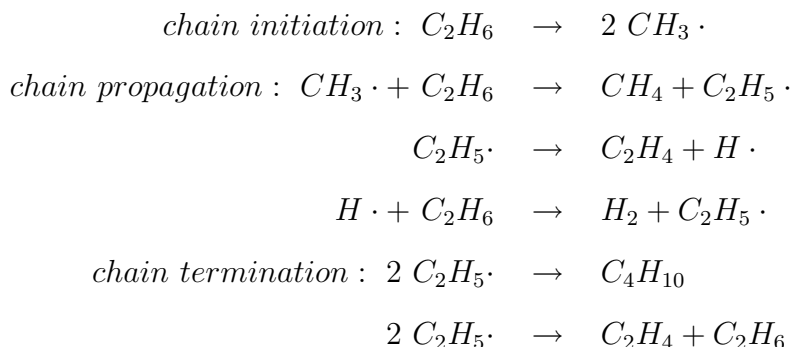 chain initiation : C₂H₆ → 2 CH₃ ·
chain propagation : CH₃ · + C₂H₆ → CH₄ + C₂H₅ ·
C₂H₅· → C₂H₄ + H ·
H · + C₂H₆ → H₂ + C₂H₅ ·
chain termination : 2 C₂H₅· → C₄H₁₀
2 C₂H₅· → C₂H₄ + C₂H₆